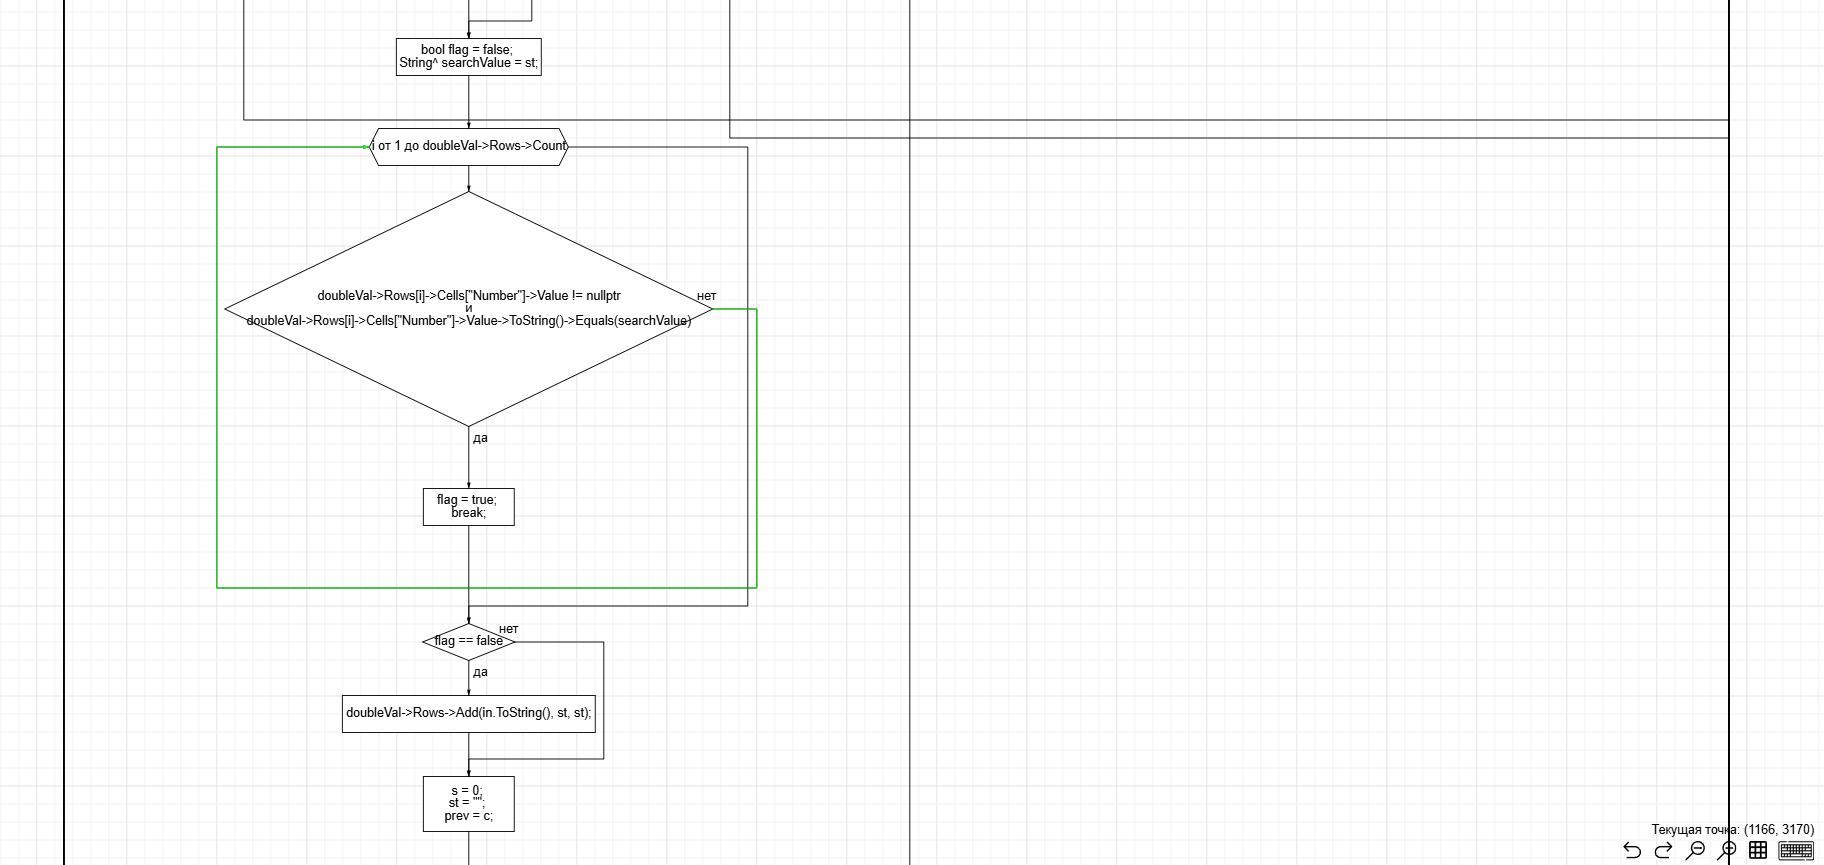 bool flag = false;
String^ searchValue = st;
i от 1 до doubleVal->Rows->Count
doubleVal->Rows[i]->Cells["Number"]->Value != nullptr
и
doubleVal->Rows[i]->Cells["Number"]->Value->ToString()->Equals(searchValue)
нет
да
flag = true;
break;
flag == false
нет
да
doubleVal->Rows->Add(in.ToString(), st, st);
s = 0;
st = "";
prev = c;
Текущая точка: (1166, 3170)